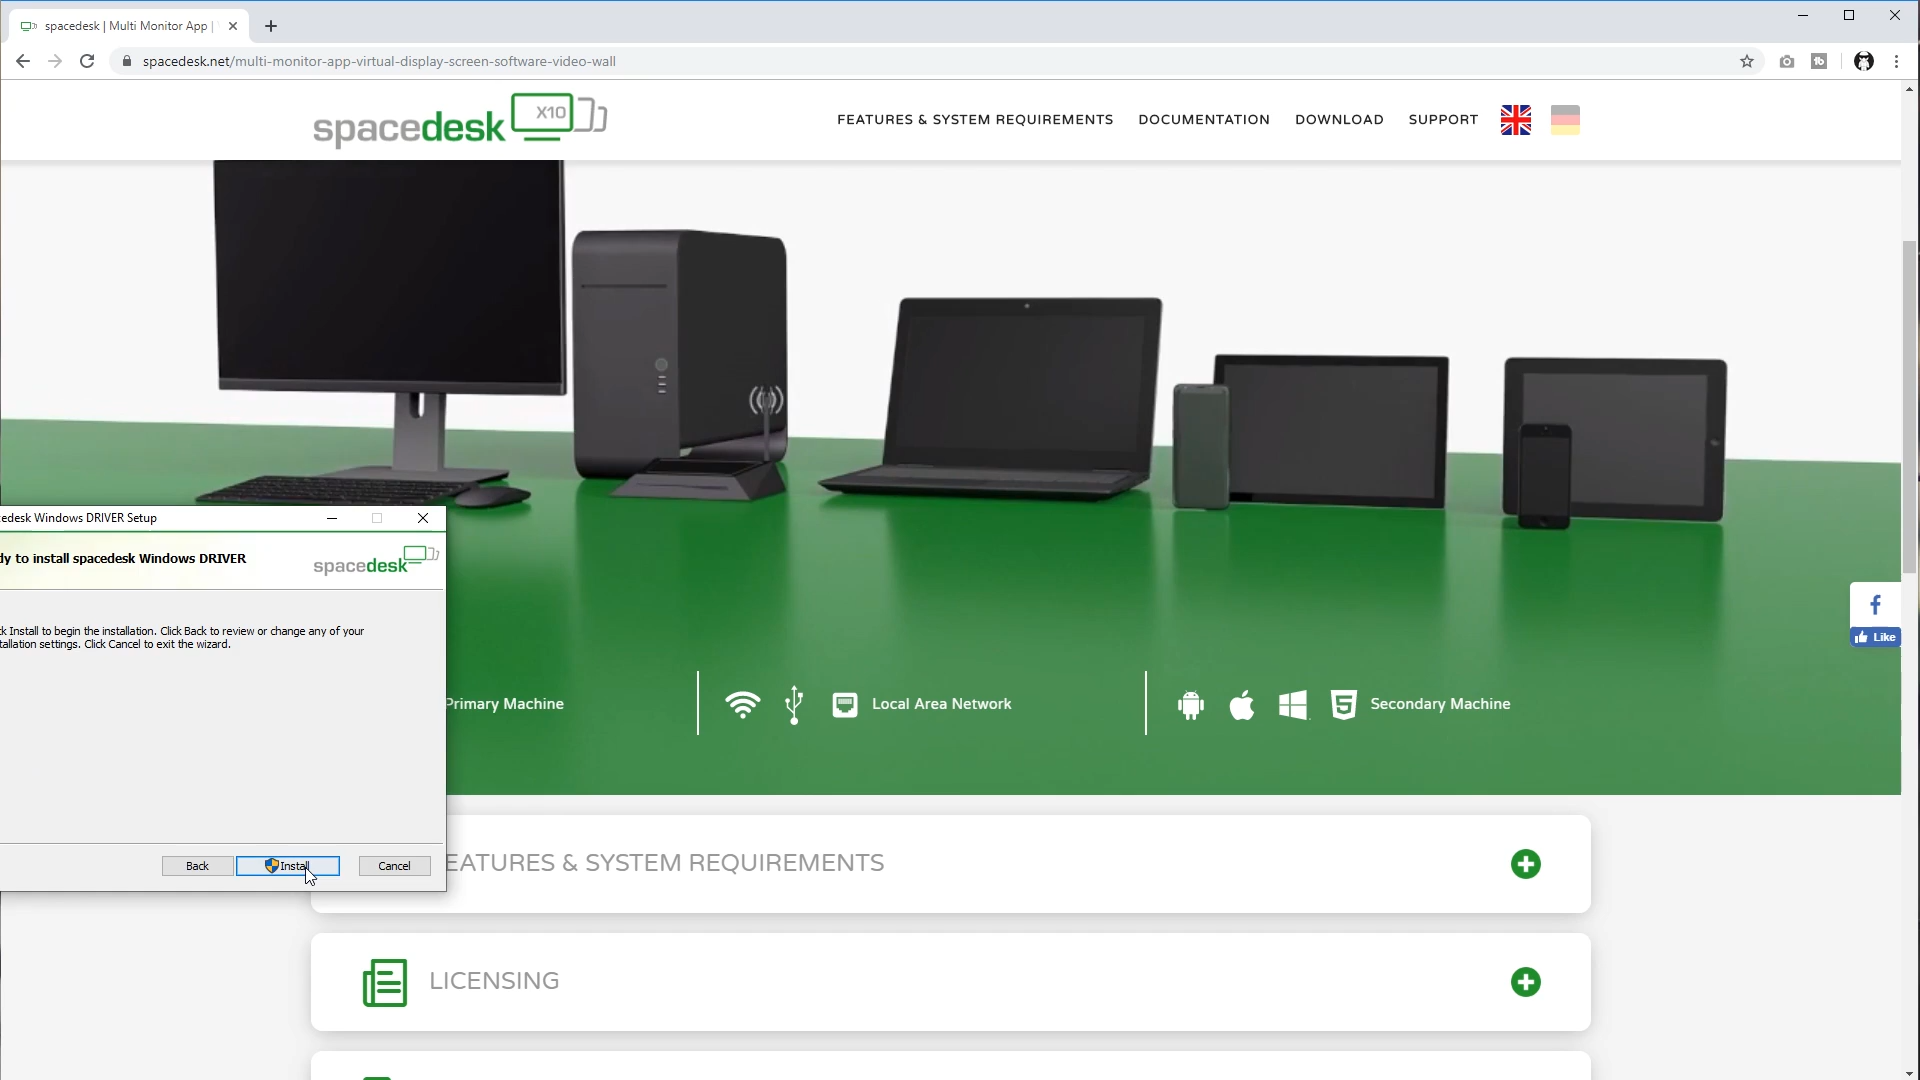 spacedesk | Multi Monitor App |
spacedesk.net/multi-monitor-app-virtual-display-screen-software-video-wall
spacedesk X10
FEATURES & SYSTEM REQUIREMENTS
DOCUMENTATION
DOWNLOAD
SUPPORT
edesk Windows DRIVER Setup
dy to install spacedesk Windows DRIVER
spacedesk
ck Install to begin the installation. Click Back to review or change any of your
tallation settings. Click Cancel to exit the wizard.
Back
Install
Cancel
Like
Primary Machine
Local Area Network
Secondary Machine
EATURES & SYSTEM REQUIREMENTS
LICENSING